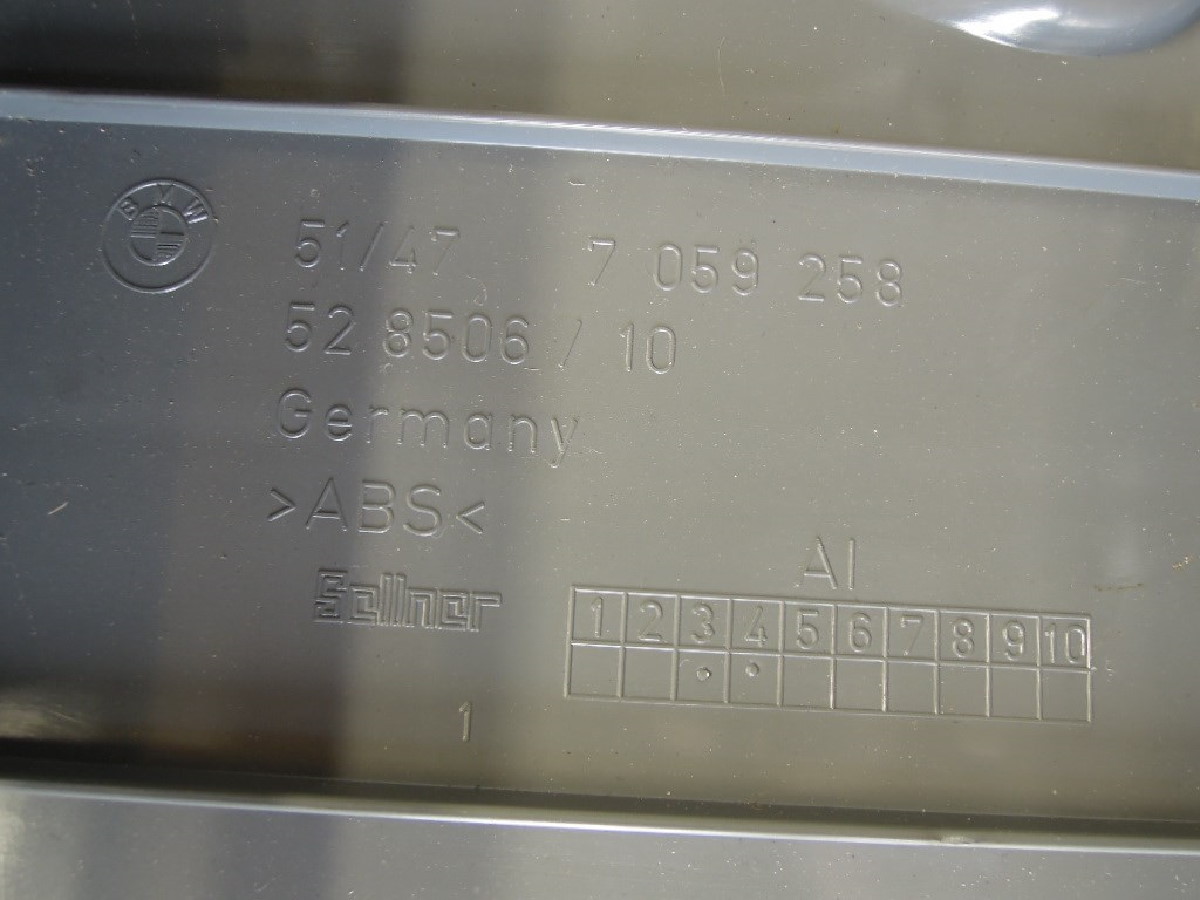 BMW 51/47 7 059 258
52 8506 / 10
Germany
>ABS<
Sellner
AI
1 2 3 4 5 6 7 8 9 10
1